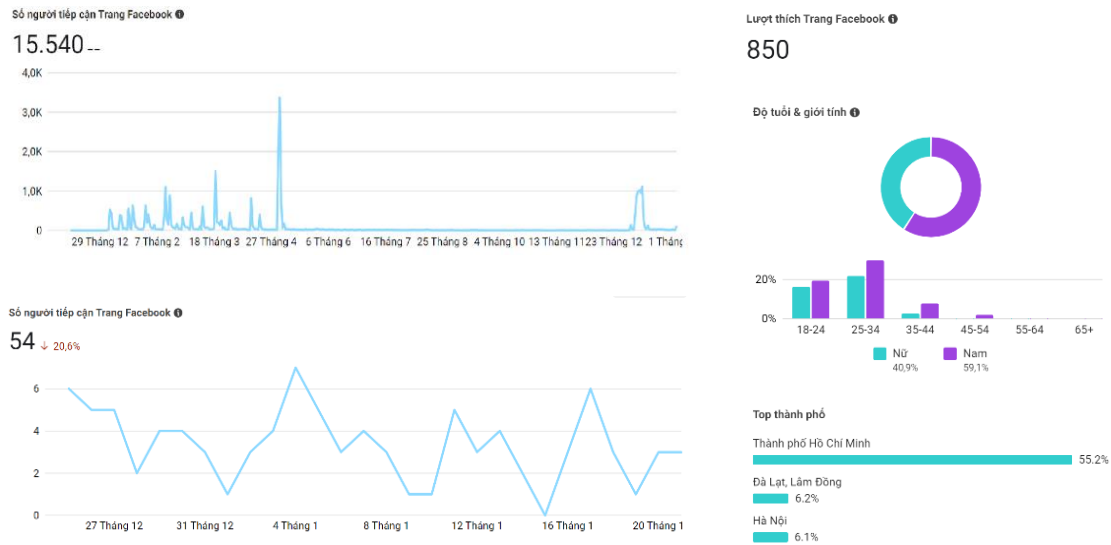 Số người tiếp cận Trang Facebook
15.540 --
4,0K
3,0K
2,0K
1,0K
0
29 Tháng 12 7 Tháng 2 18 Tháng 3 27 Tháng 4 6 Tháng 6 16 Tháng 7 25 Tháng 8 4 Tháng 10 13 Tháng 11 23 Tháng 12 1 Tháng
Số người tiếp cận Trang Facebook
54 ↓ 20,6%
6
4
2
0
27 Tháng 12 31 Tháng 12 4 Tháng 1 8 Tháng 1 12 Tháng 1 16 Tháng 1 20 Tháng 1
Lượt thích Trang Facebook
850
Độ tuổi & giới tính
20%
0%
18-24 25-34 35-44 45-54 55-64 65+
Nữ Nam
40,9% 59,1%
Top thành phố
Thành phố Hồ Chí Minh
55.2%
Đà Lạt, Lâm Đồng
6.2%
Hà Nội
6.1%